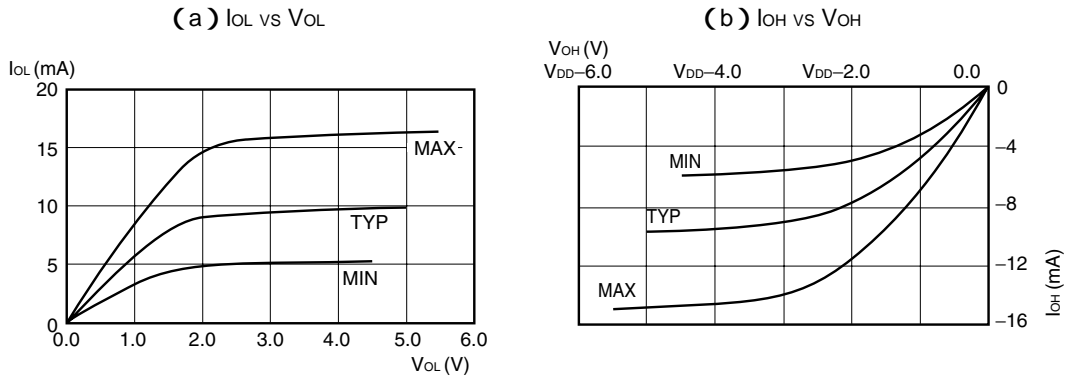 (a) IOL VS VOL
IOL (mA)
20
15
10
5
0
0.0 1.0 2.0 3.0 4.0 5.0 6.0
VOL (V)
MAX-
TYP
MIN
(b) IOH VS VOH
VOH (V)
VDD–6.0 VDD–4.0 VDD–2.0 0.0
0
–4
–8
–12
–16
IOH (mA)
MIN
TYP
MAX